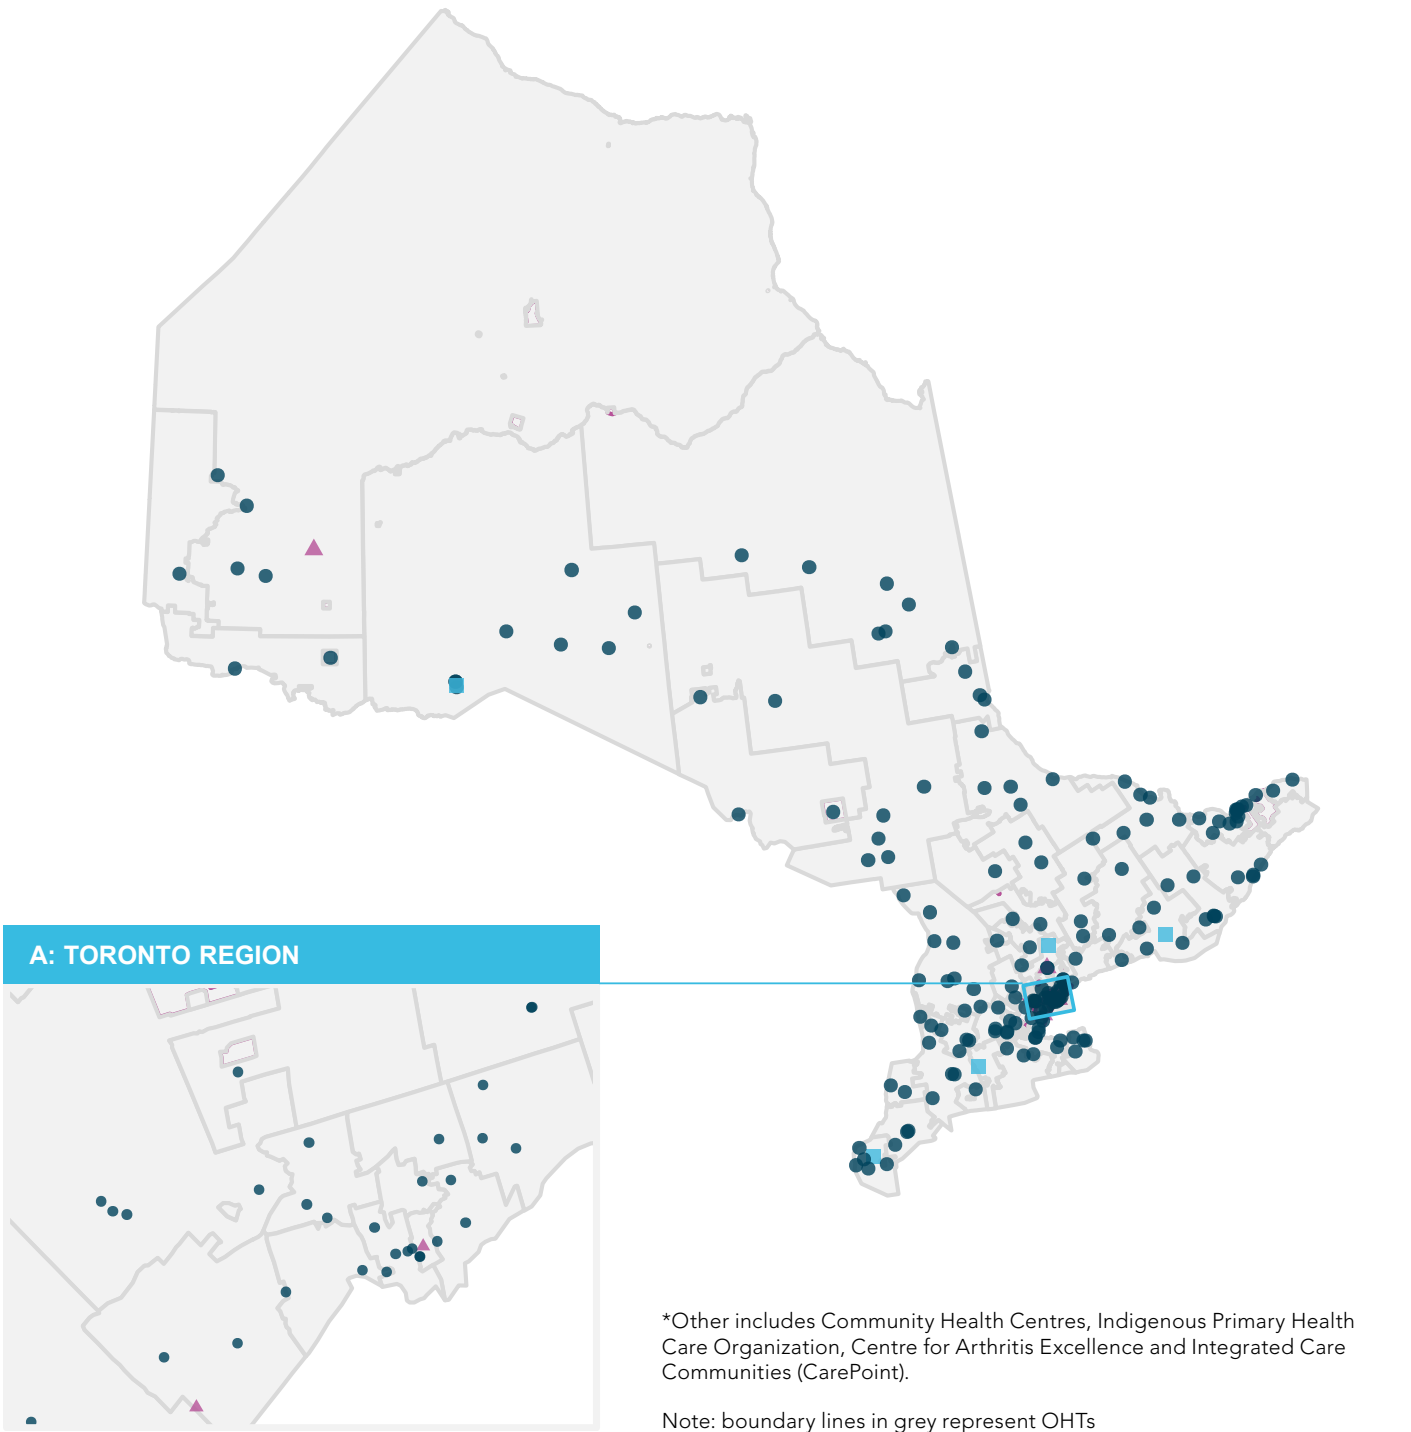 A: TORONTO REGION
*Other includes Community Health Centres, Indigenous Primary Health
Care Organization, Centre for Arthritis Excellence and Integrated Care
Communities (CarePoint).
Note: boundary lines in grey represent OHTs